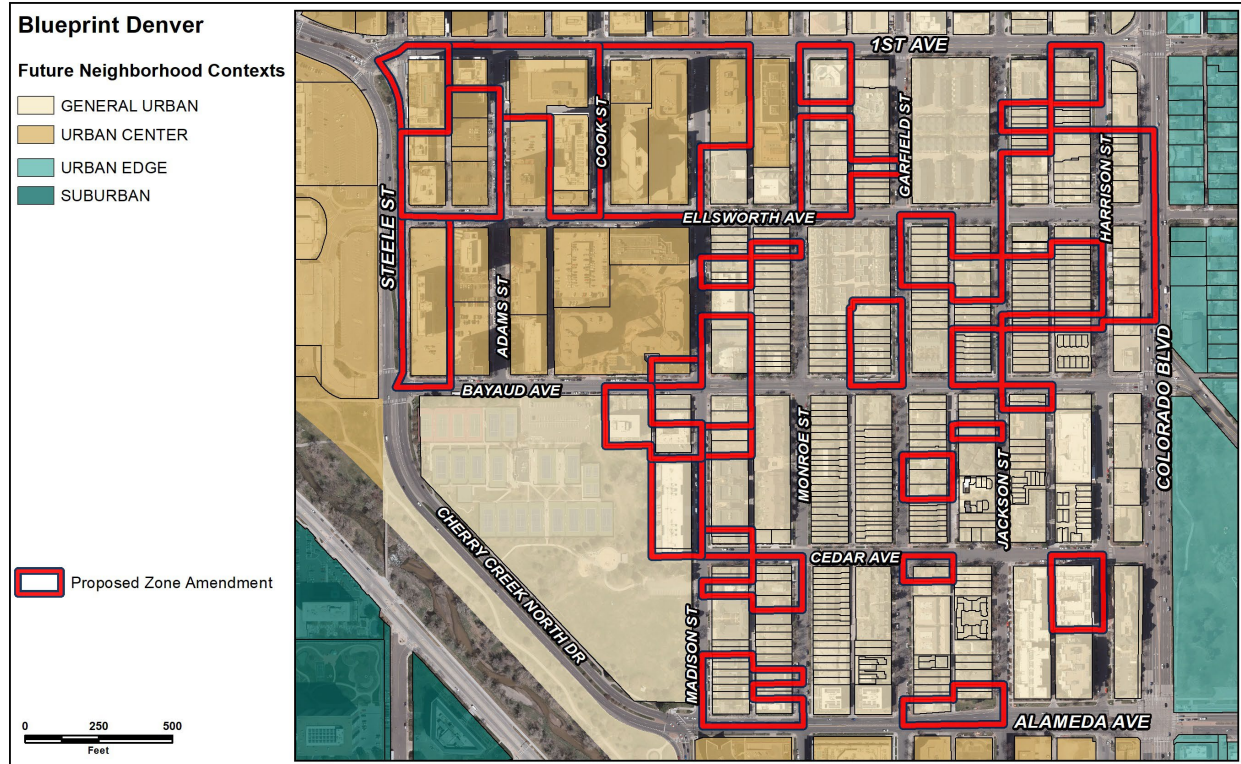 Blueprint Denver
Future Neighborhood Contexts
GENERAL URBAN
URBAN CENTER
URBAN EDGE
SUBURBAN
Proposed Zone Amendment
0 250 500
Feet
1ST AVE
COOK ST
GARFIELD ST
HARRISON ST
STEELE ST
ELLSWORTH AVE
ADAMS ST
BAYAUD AVE
COLORADO BLVD
MONROE ST
JACKSON ST
CHERRY CREEK NORTH DR
CEDAR AVE
MADISON ST
ALAMEDA AVE